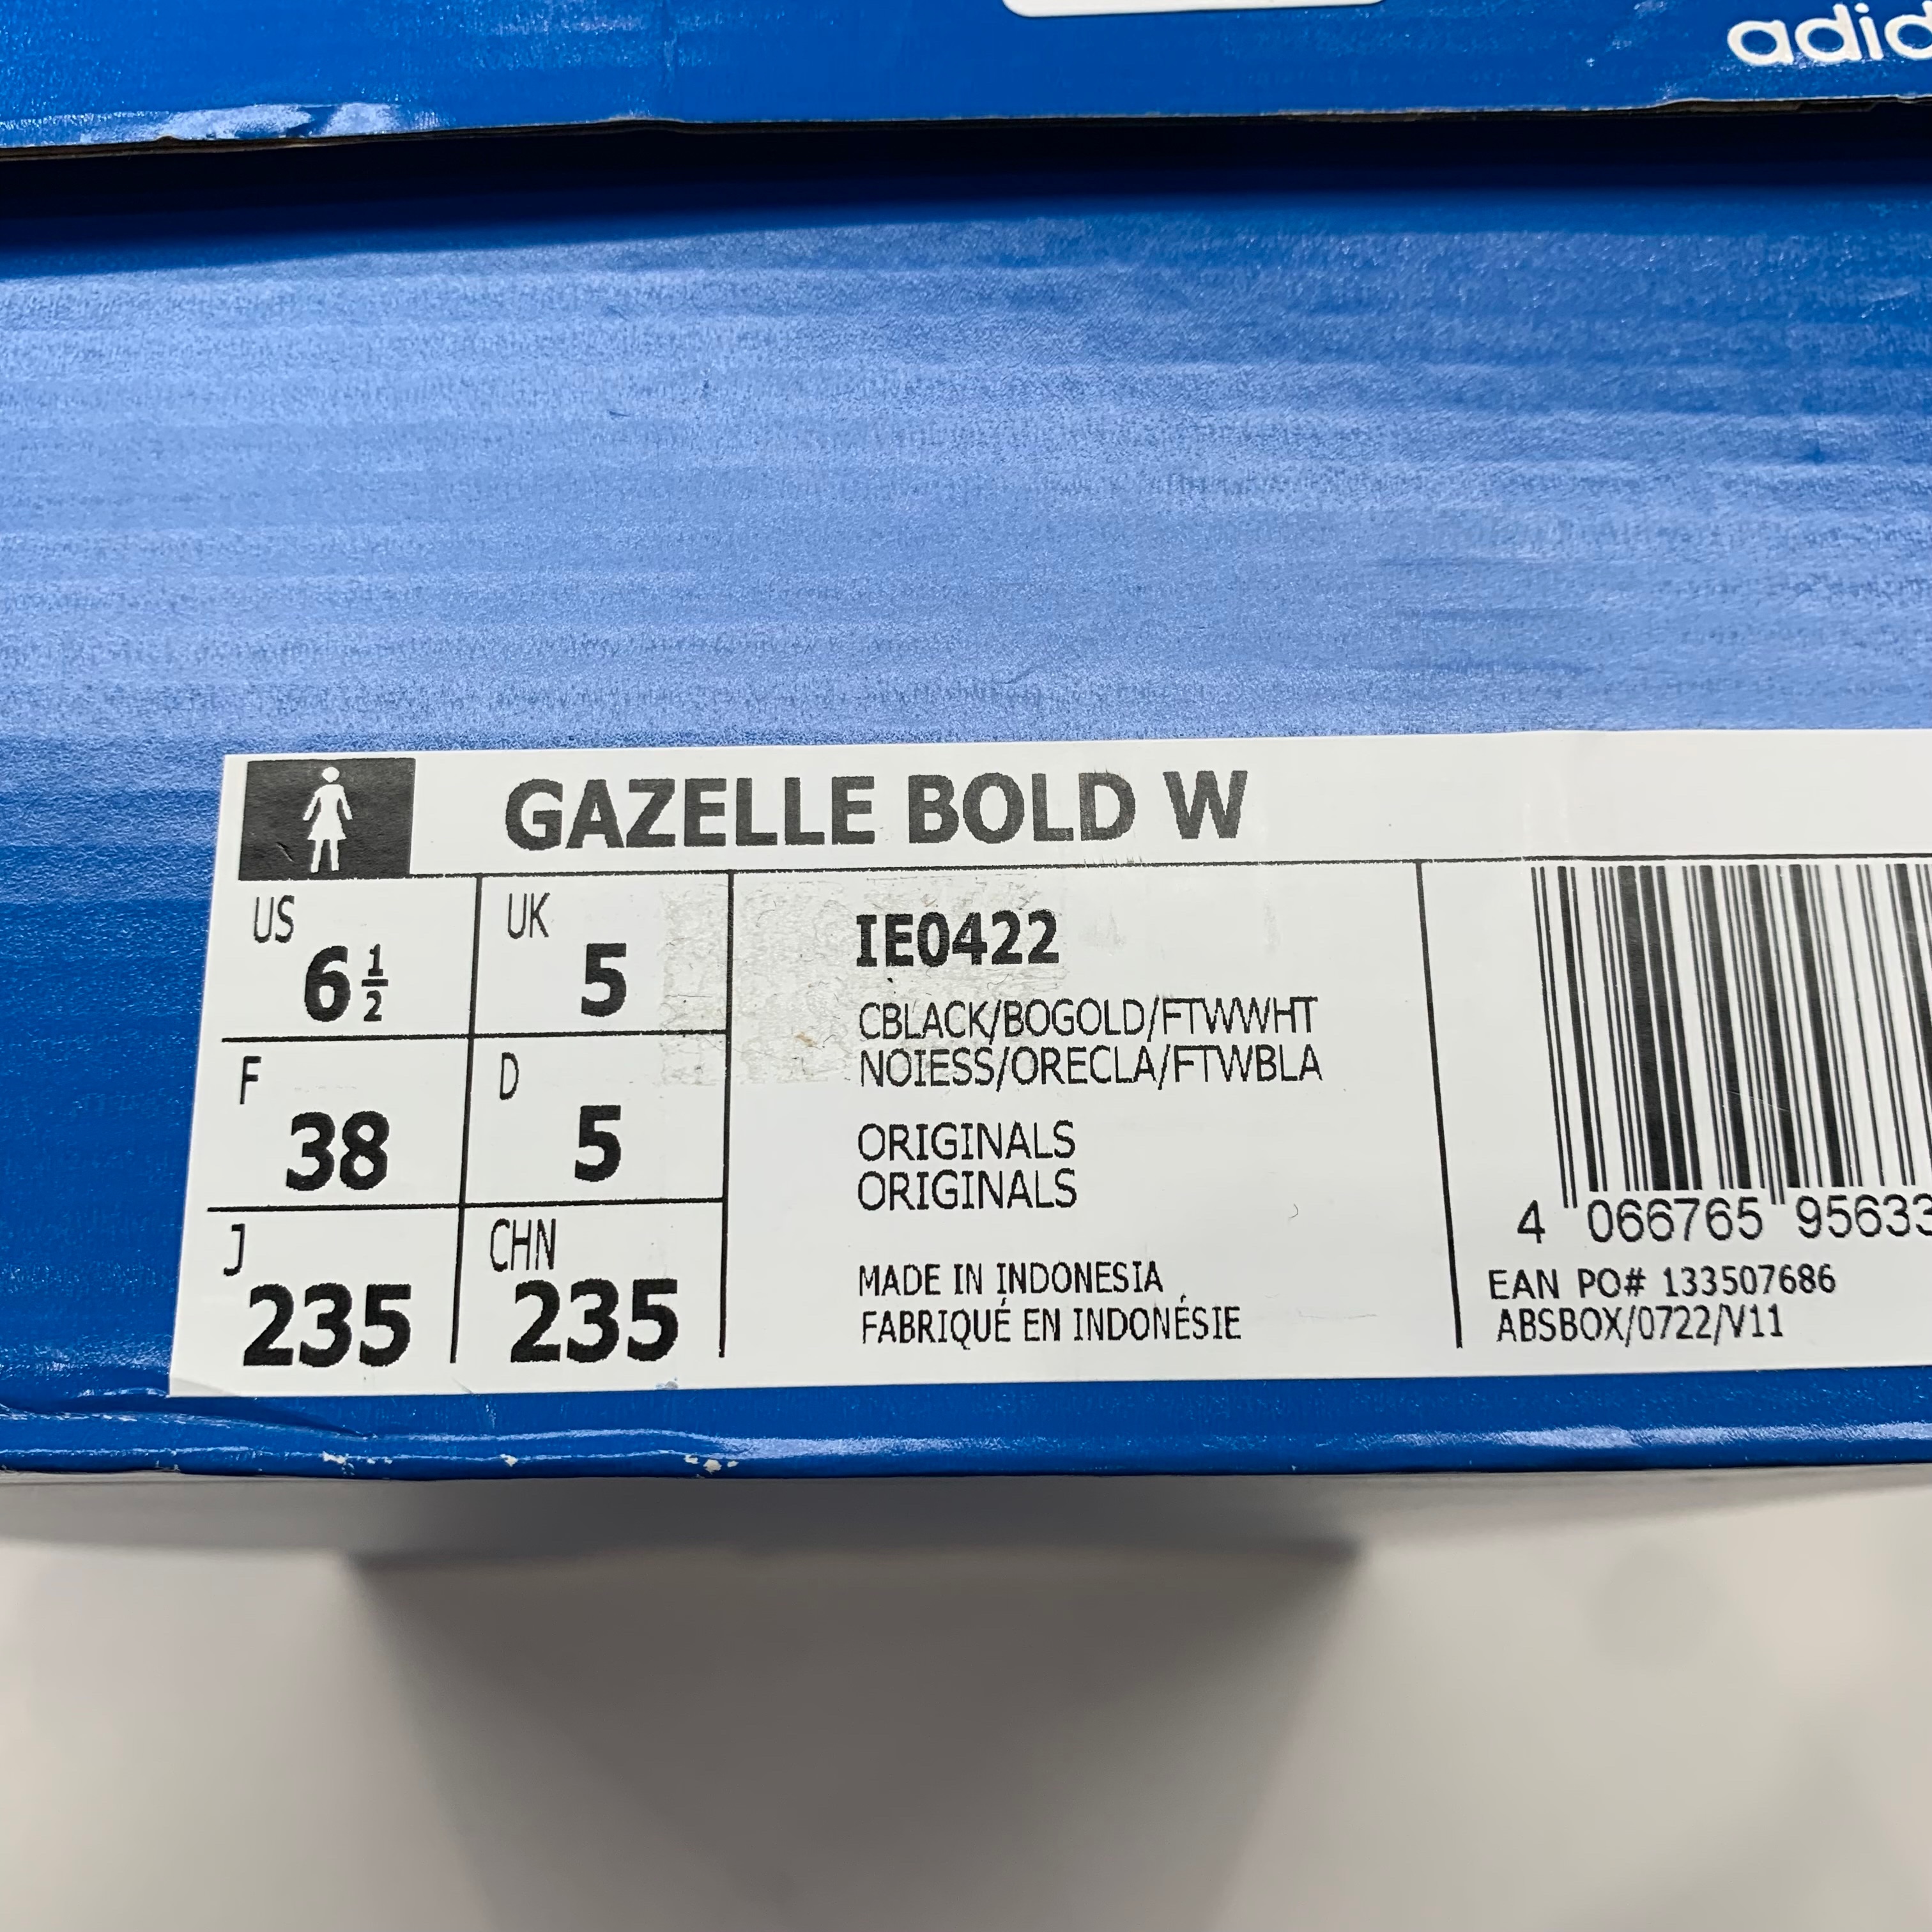 adid
GAZELLE BOLD W
US 6 1/2
UK 5
F 38
D 5
J 235
CHN 235
IE0422
CBLACK/BOGOLD/FTWWHT
NOIESS/ORECLA/FTWBLA
ORIGINALS
ORIGINALS
MADE IN INDONESIA
FABRIQUÉ EN INDONÉSIE
4 066765 95633
EAN PO# 133507686
ABSBOX/0722/V11